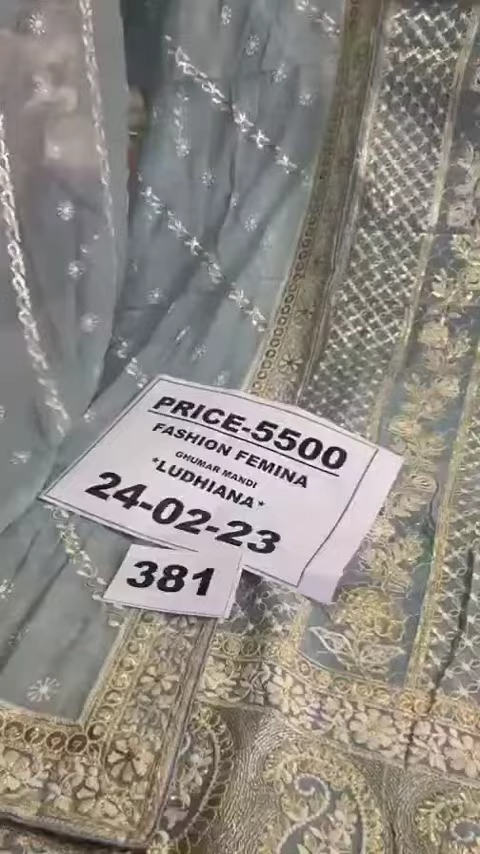 PRICE-5500
FASHION FEMINA
GHUMAR MANDI
*LUDHIANA*
24-02-23
381